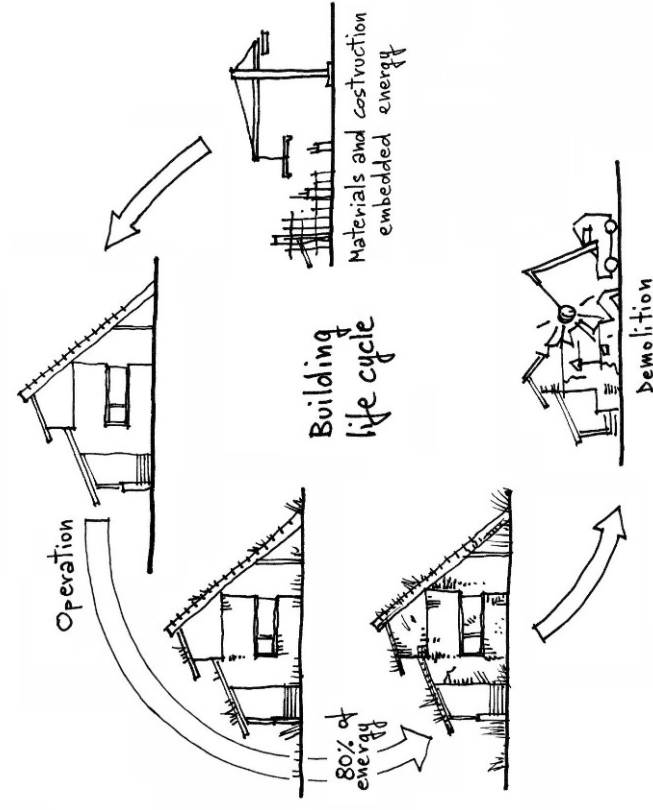 Building
life cycle
Materials and costruction
embedded energy
Operation
80% of
energy
Demolition